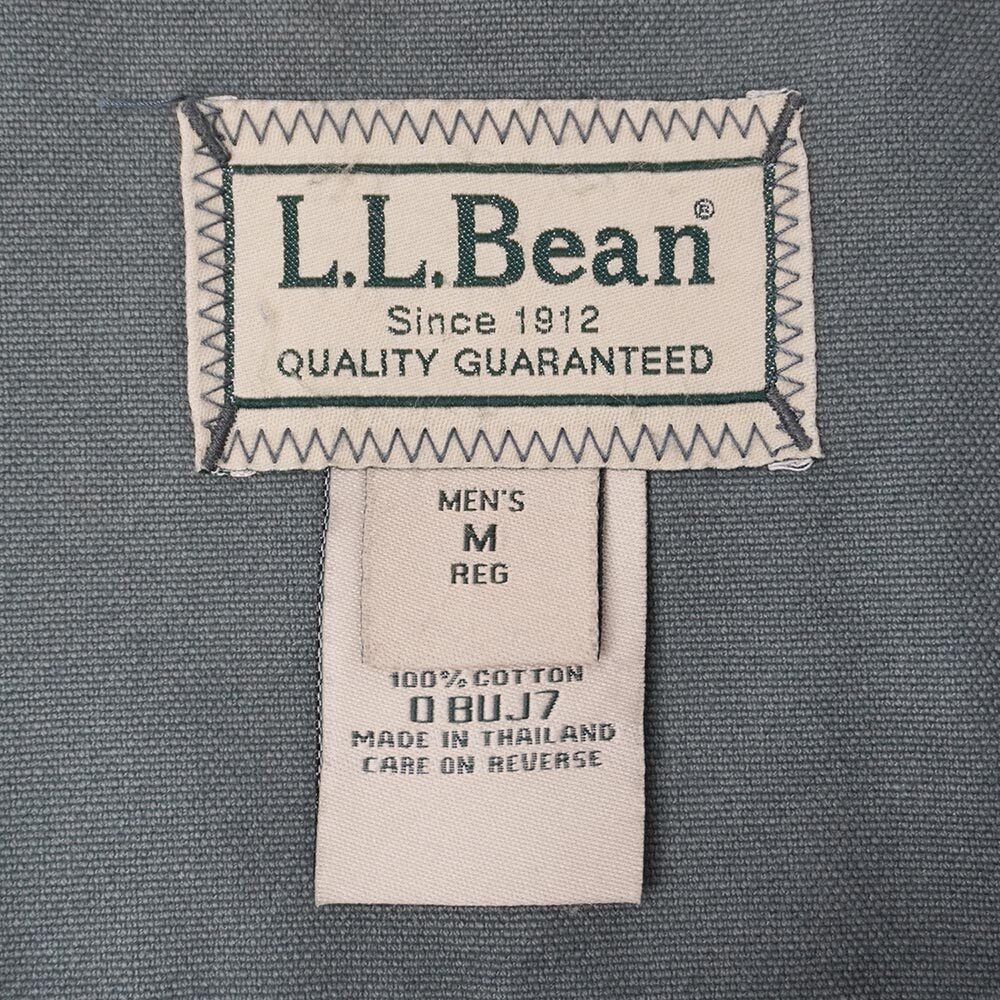 L.L.Bean®
Since 1912
QUALITY GUARANTEED
MEN'S
M
REG
100% COTTON
0 BUJ7
MADE IN THAILAND
CARE ON REVERSE